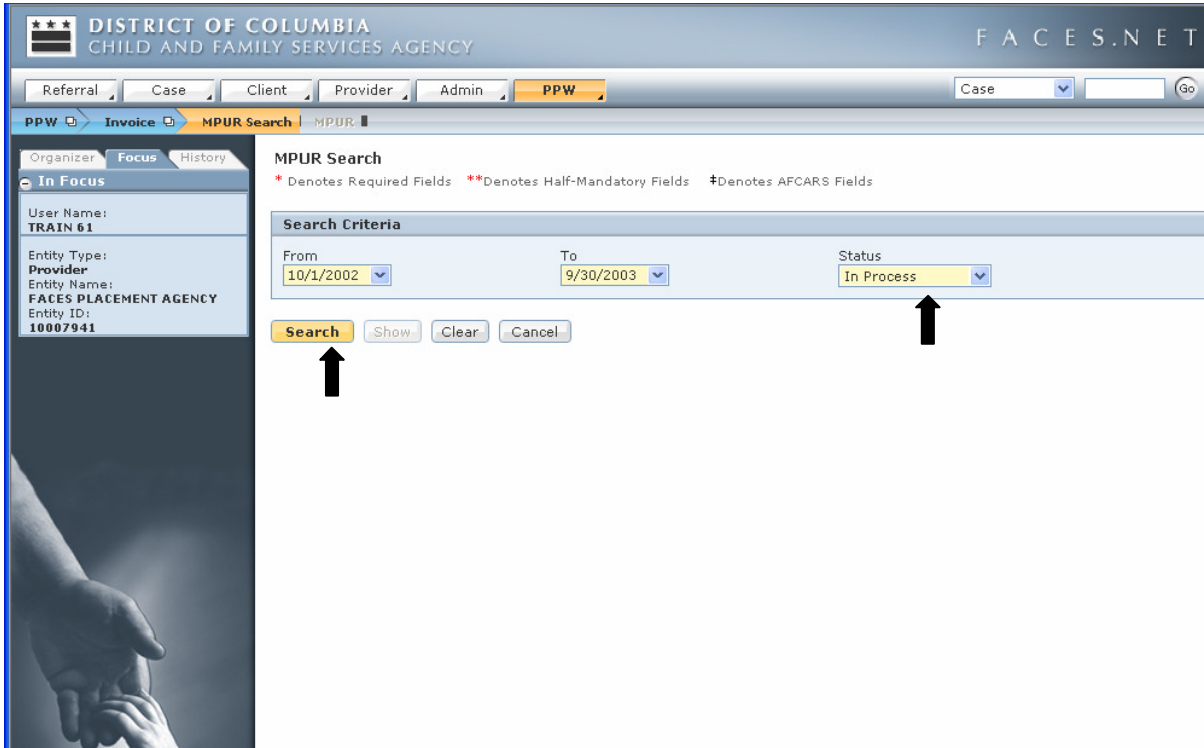 DISTRICT OF COLUMBIA
CHILD AND FAMILY SERVICES AGENCY
FACES.NET
Referral Case Client Provider Admin PPW Case Go
PPW Invoice MPUR Search MPUR
Organizer Focus History
In Focus
User Name:
TRAIN 61
Entity Type:
Provider
Entity Name:
FACES PLACEMENT AGENCY
Entity ID:
10007941
MPUR Search
* Denotes Required Fields **Denotes Half-Mandatory Fields ‡Denotes AFCARS Fields
Search Criteria
From To Status
10/1/2002 9/30/2003 In Process
Search Show Clear Cancel